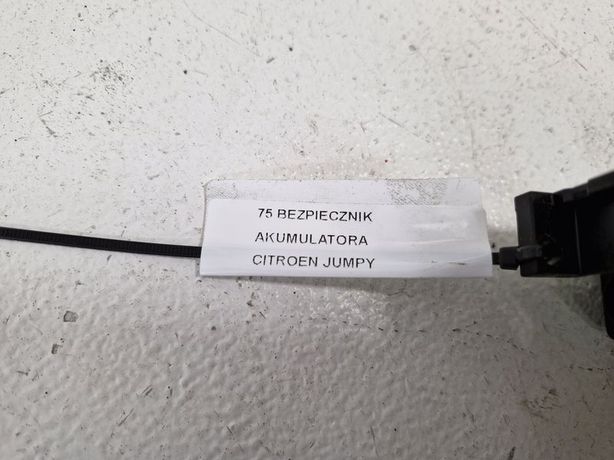 75 BEZPIECZNIK
AKUMULATORA
CITROEN JUMPY